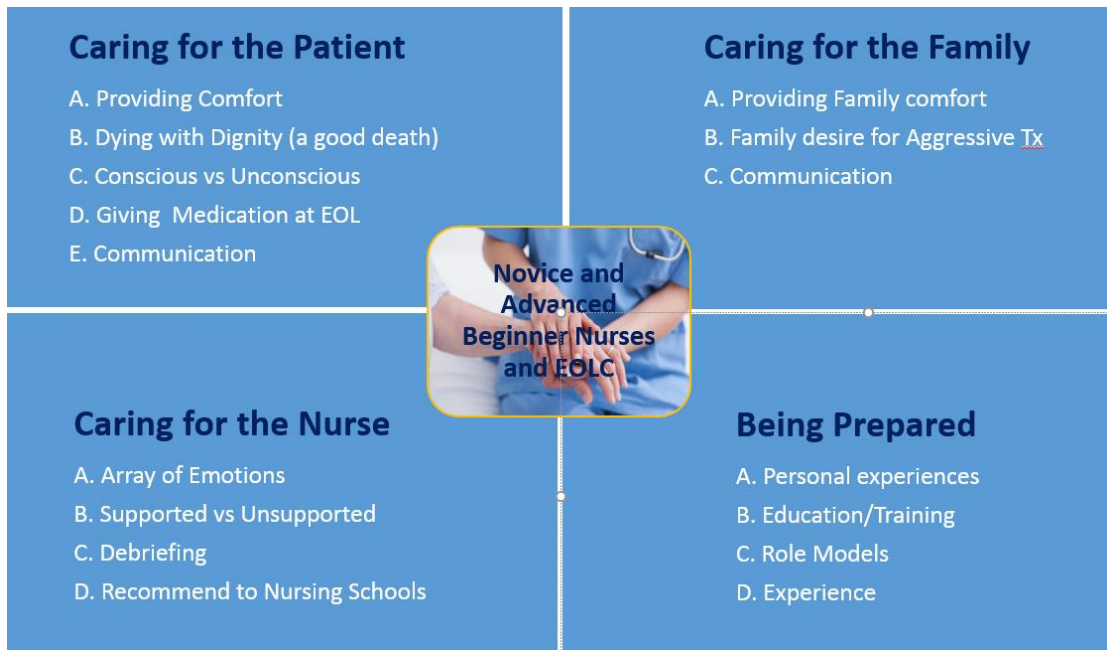 Caring for the Patient
A. Providing Comfort
B. Dying with Dignity (a good death)
C. Conscious vs Unconscious
D. Giving  Medication at EOL
E. Communication
Caring for the Family
A. Providing Family comfort
B. Family desire for Aggressive Tx
C. Communication
Novice and
Advanced
Beginner Nurses
and EOLC
Caring for the Nurse
A. Array of Emotions
B. Supported vs Unsupported
C. Debriefing
D. Recommend to Nursing Schools
Being Prepared
A. Personal experiences
B. Education/Training
C. Role Models
D. Experience